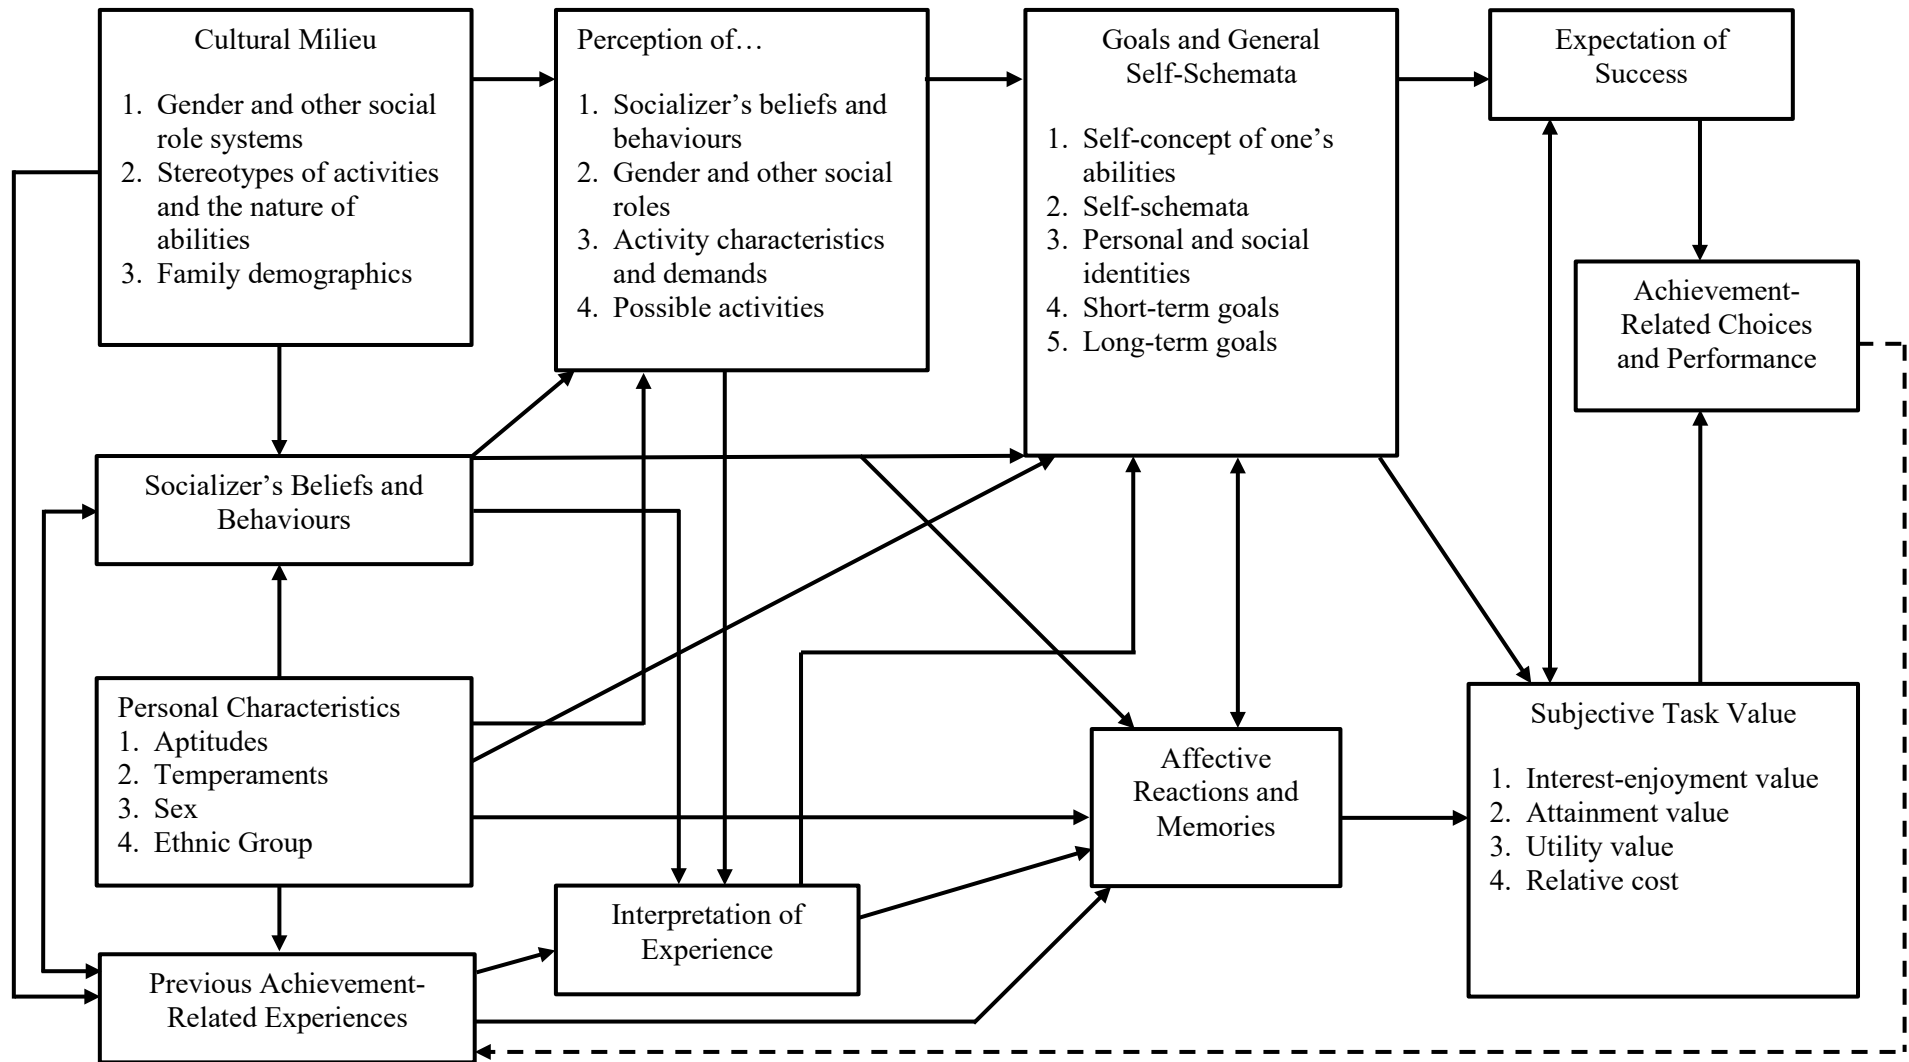 Cultural Milieu
1. Gender and other social
role systems
2. Stereotypes of activities
and the nature of
abilities
3. Family demographics
Perception of…
1. Socializer’s beliefs and
behaviours
2. Gender and other social
roles
3. Activity characteristics
and demands
4. Possible activities
Goals and General
Self-Schemata
1. Self-concept of one’s
abilities
2. Self-schemata
3. Personal and social
identities
4. Short-term goals
5. Long-term goals
Expectation of
Success
Achievement-
Related Choices
and Performance
Socializer’s Beliefs and
Behaviours
Personal Characteristics
1. Aptitudes
2. Temperaments
3. Sex
4. Ethnic Group
Previous Achievement-
Related Experiences
Interpretation of
Experience
Affective
Reactions and
Memories
Subjective Task Value
1. Interest-enjoyment value
2. Attainment value
3. Utility value
4. Relative cost